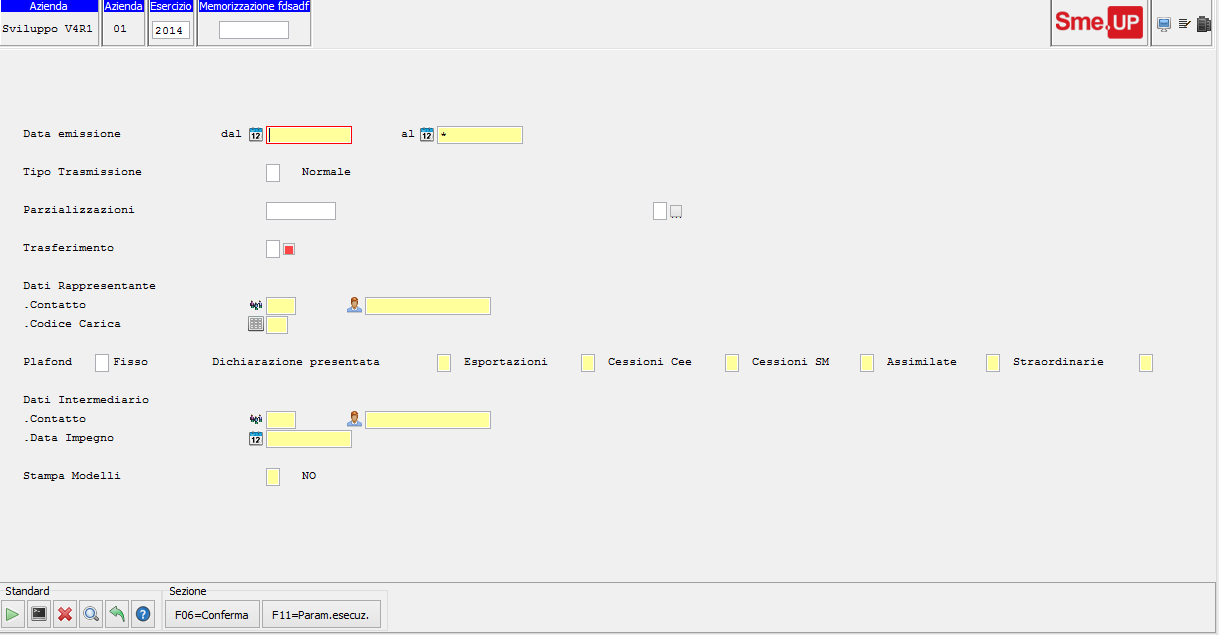 Azienda Azienda Esercizio Memorizzazione fdsadf
Sviluppo V4R1 01 2014
Sme.UP
Data emissione dal 12 al 12 *
Tipo Trasmissione Normale
Parzializzazioni ...
Trasferimento
Dati Rappresentante
.Contatto
.Codice Carica
Plafond Fisso Dichiarazione presentata Esportazioni Cessioni Cee Cessioni SM Assimilate Straordinarie
Dati Intermediario
.Contatto
.Data Impegno 12
Stampa Modelli NO
Standard Sezione
? F06=Conferma F11=Param.esecuz.